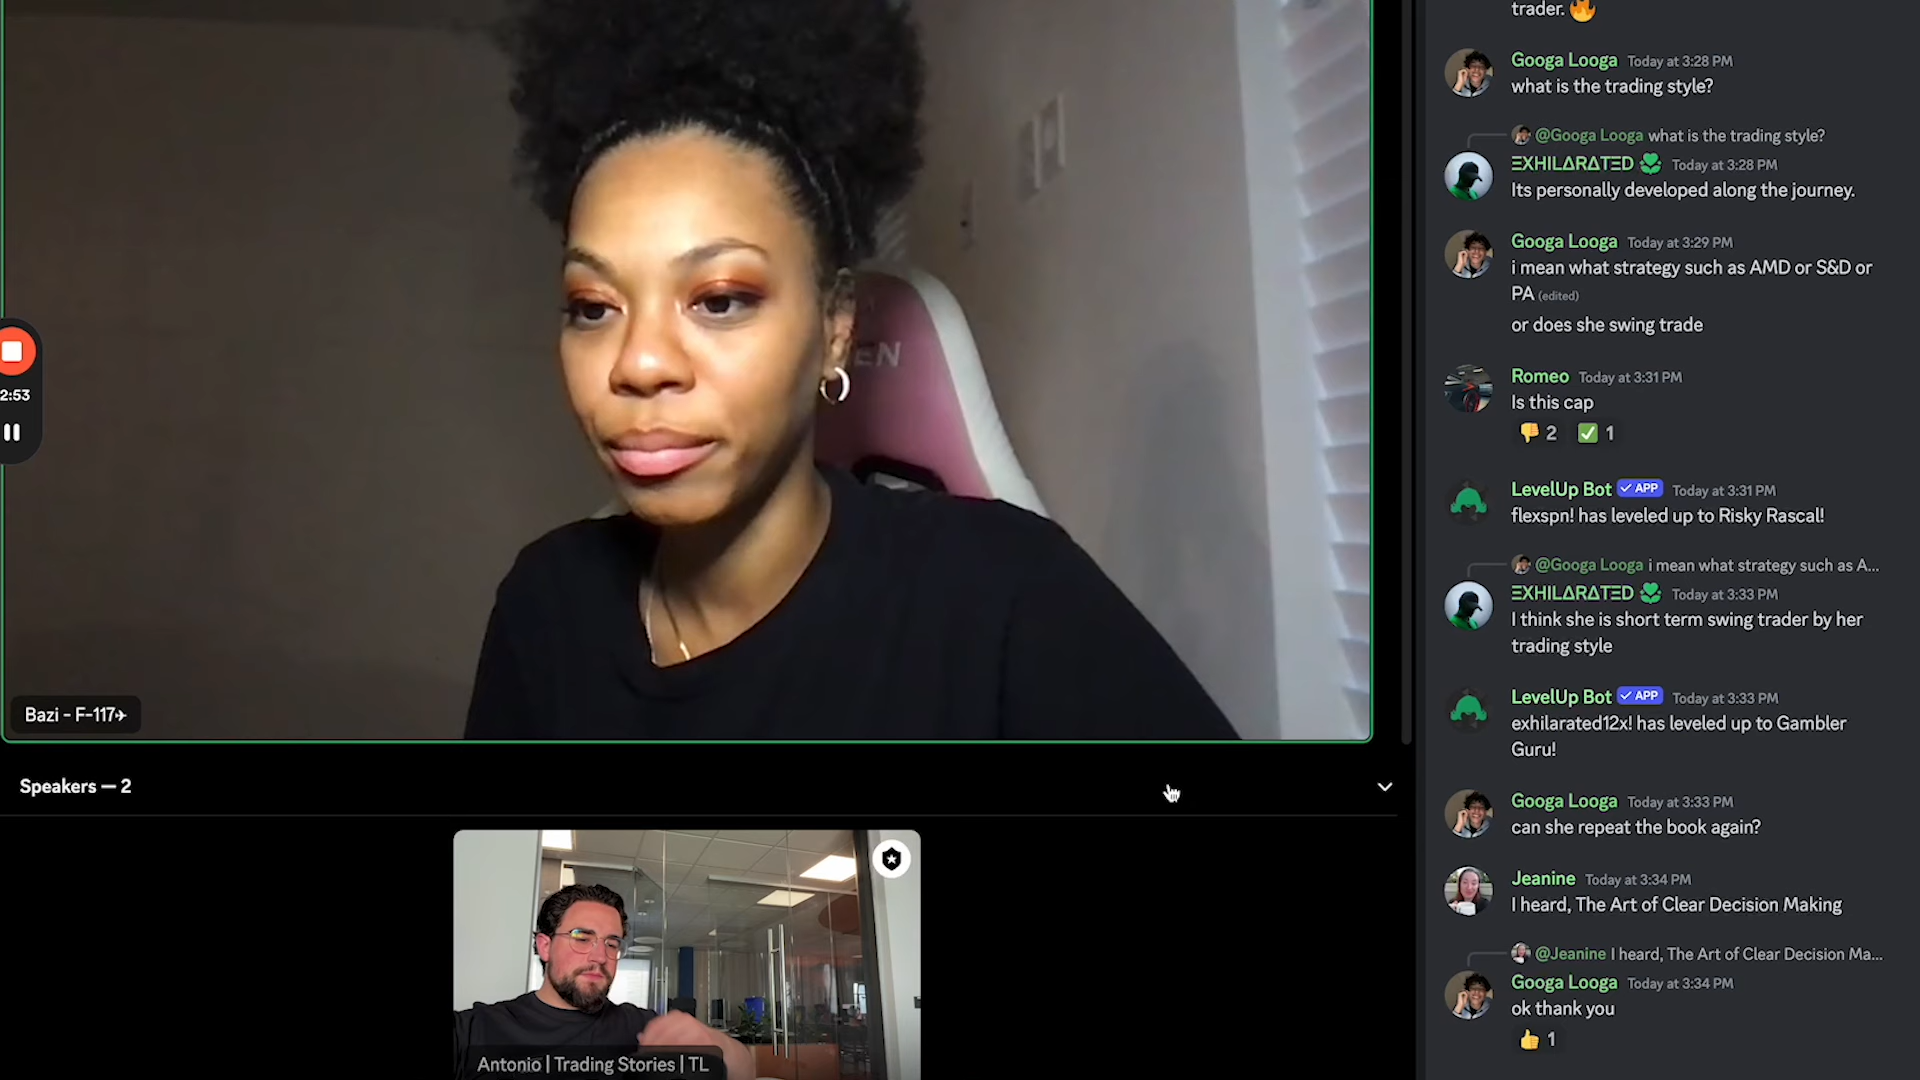 EN
2:53
Bazi - F-117✈
Speakers — 2
Antonio | Trading Stories | TL
trader. 🔥
Googa Looga Today at 3:28 PM
what is the trading style?
@Googa Looga what is the trading style?
ΞXHILΔRΔTΞD Today at 3:28 PM
Its personally developed along the journey.
Googa Looga Today at 3:29 PM
i mean what strategy such as AMD or S&D or
PA (edited)
or does she swing trade
Romeo Today at 3:31 PM
Is this cap
👎 2 ✅ 1
LevelUp Bot ✓ APP Today at 3:31 PM
flexspn! has leveled up to Risky Rascal!
@Googa Looga i mean what strategy such as A...
ΞXHILΔRΔTΞD Today at 3:33 PM
I think she is short term swing trader by her
trading style
LevelUp Bot ✓ APP Today at 3:33 PM
exhilarated12x! has leveled up to Gambler
Guru!
Googa Looga Today at 3:33 PM
can she repeat the book again?
Jeanine Today at 3:34 PM
I heard, The Art of Clear Decision Making
@Jeanine I heard, The Art of Clear Decision Ma...
Googa Looga Today at 3:34 PM
ok thank you
👍 1